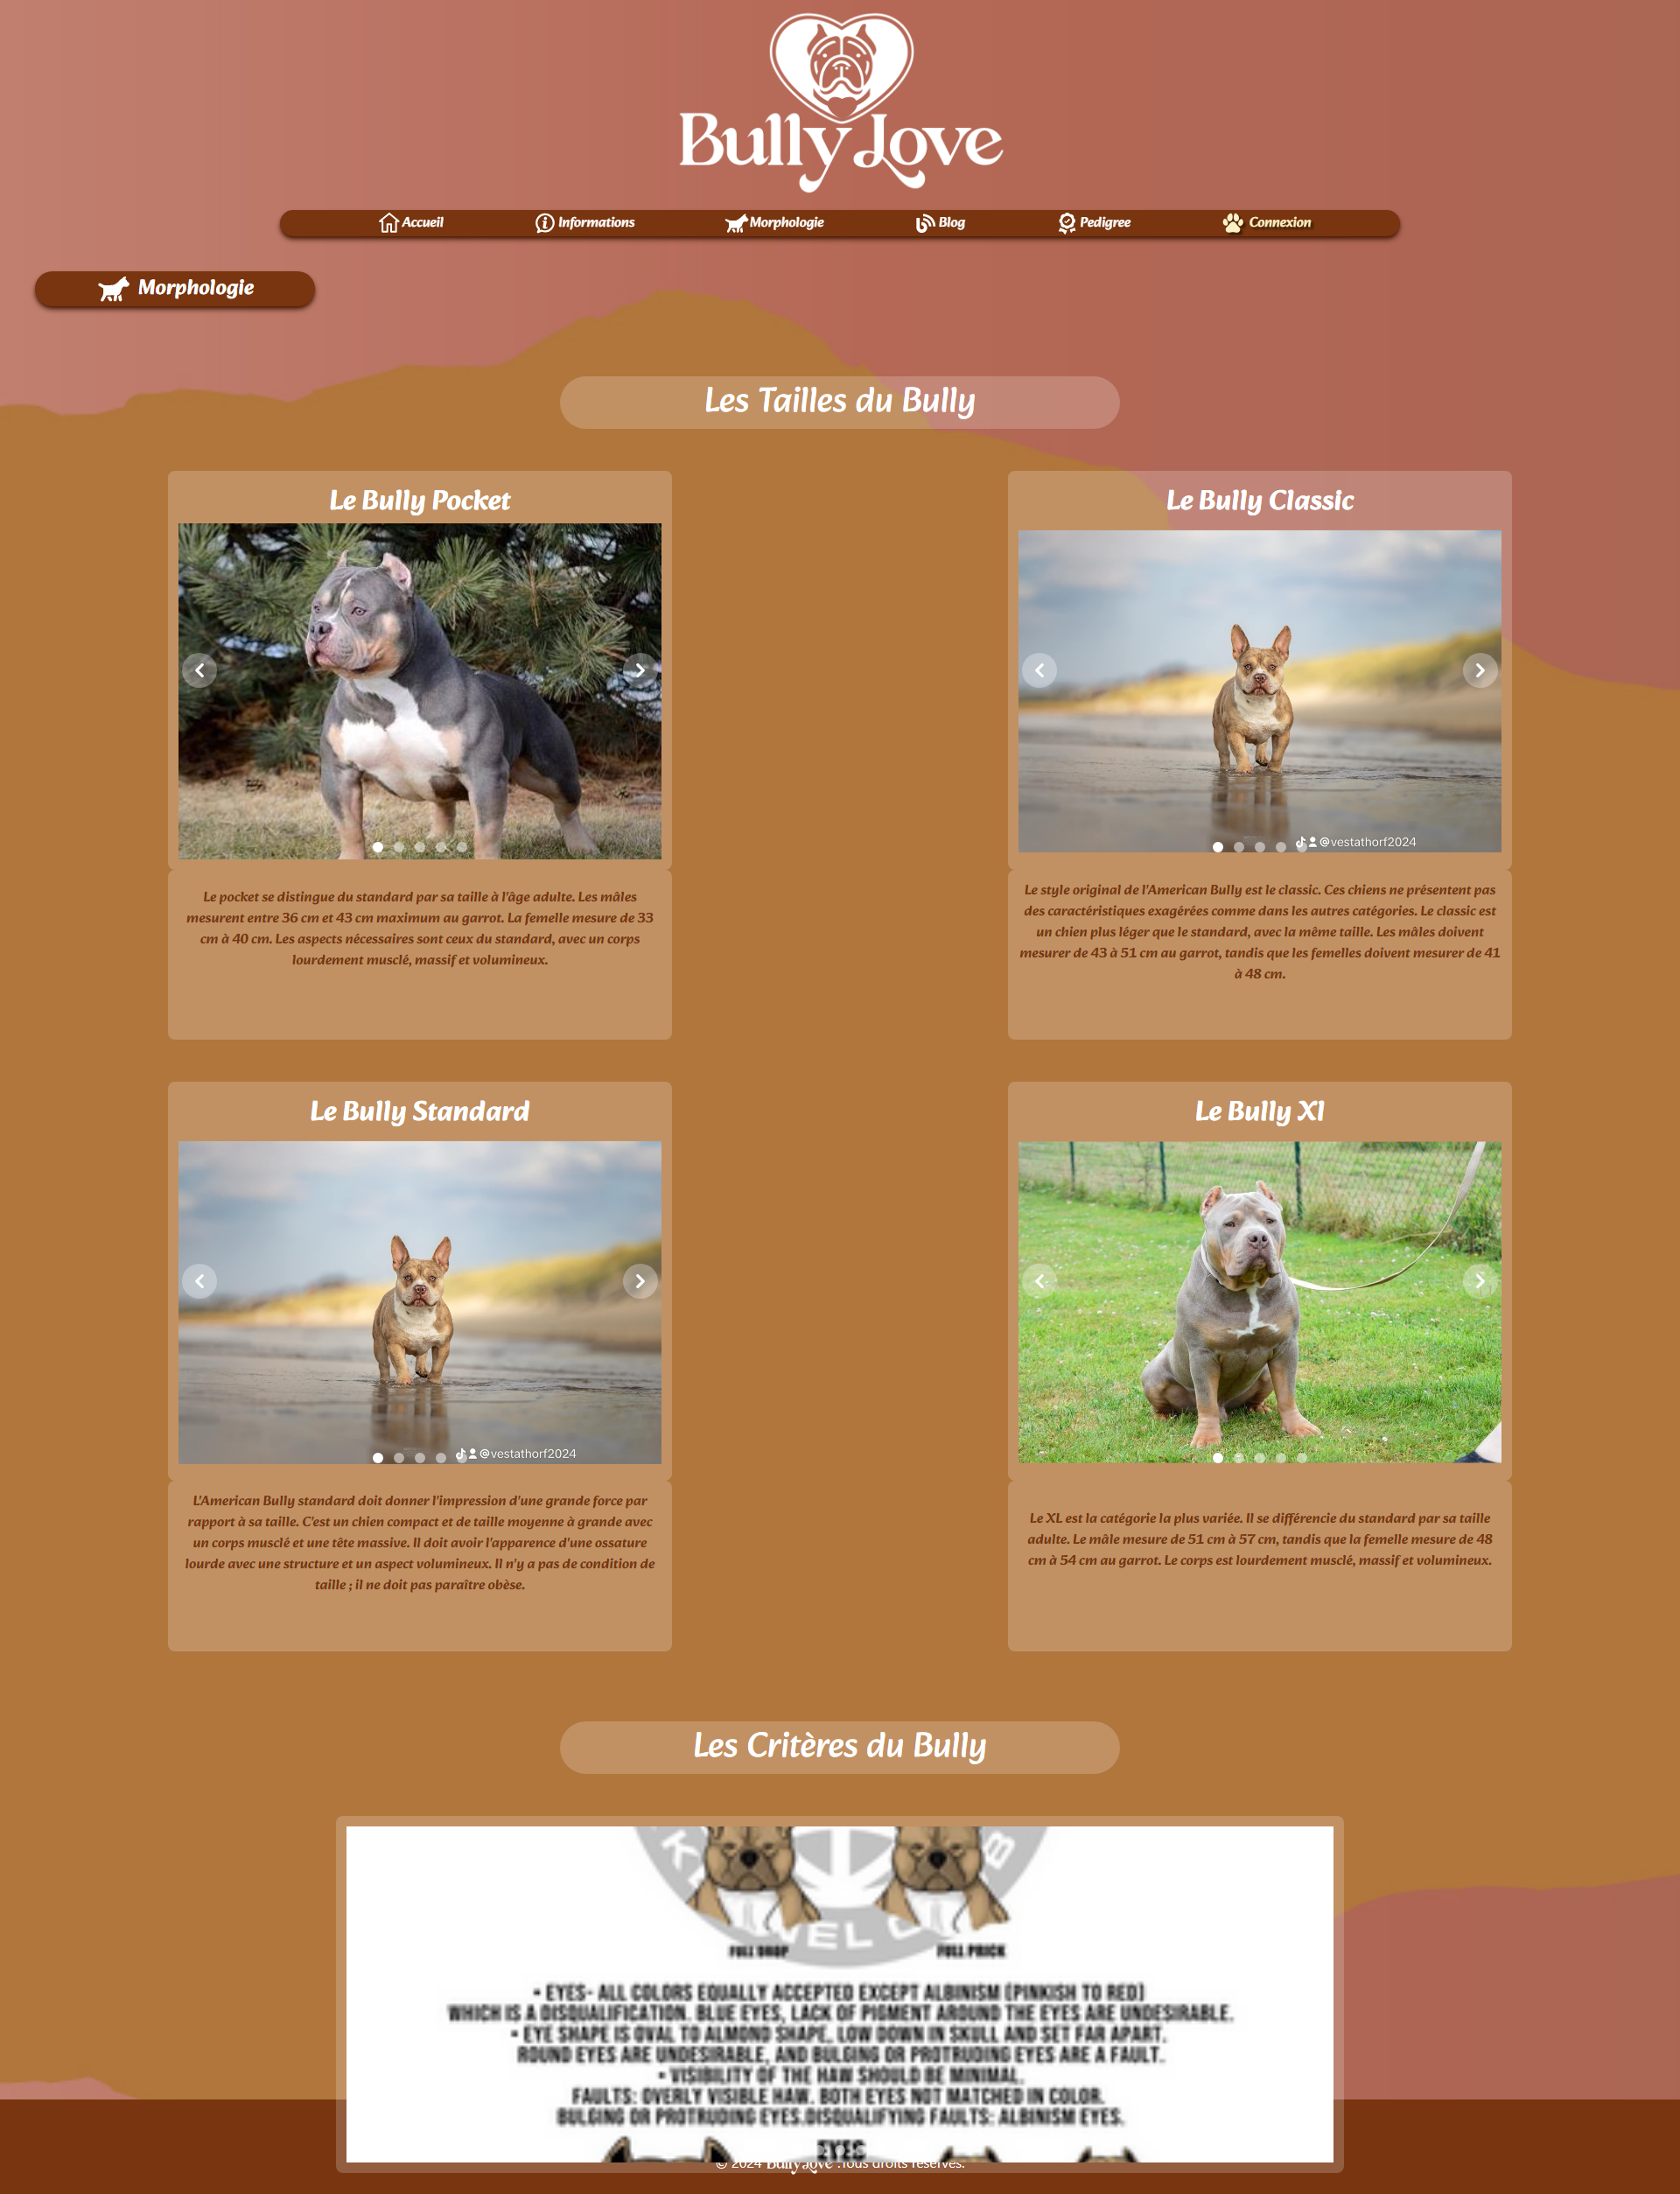 Bully Love
Accueil
Informations
Morphologie
Blog
Pedigree
Connexion
Morphologie
Les Tailles du Bully
Le Bully Pocket
Le pocket se distingue du standard par sa taille à l'âge adulte. Les mâles
mesurent entre 36 cm et 43 cm maximum au garrot. La femelle mesure de 33
cm à 40 cm. Les aspects nécessaires sont ceux du standard, avec un corps
lourdement musclé, massif et volumineux.
Le Bully Classic
@vestathorf2024
Le style original de l'American Bully est le classic. Ces chiens ne présentent pas
des caractéristiques exagérées comme dans les autres catégories. Le classic est
un chien plus léger que le standard, avec la même taille. Les mâles doivent
mesurer de 43 à 51 cm au garrot, tandis que les femelles doivent mesurer de 41
à 48 cm.
Le Bully Standard
@vestathorf2024
L'American Bully standard doit donner l'impression d'une grande force par
rapport à sa taille. C'est un chien compact et de taille moyenne à grande avec
un corps musclé et une tête massive. Il doit avoir l'apparence d'une ossature
lourde avec une structure et un aspect volumineux. Il n'y a pas de condition de
taille ; il ne doit pas paraître obèse.
Le Bully Xl
Le XL est la catégorie la plus variée. Il se différencie du standard par sa taille
adulte. Le mâle mesure de 51 cm à 57 cm, tandis que la femelle mesure de 48
cm à 54 cm au garrot. Le corps est lourdement musclé, massif et volumineux.
Les Critères du Bully
FULL DROP
FULL PRICK
• EYES- ALL COLORS EQUALLY ACCEPTED EXCEPT ALBINISM (PINKISH TO RED)
WHICH IS A DISQUALIFICATION. BLUE EYES, LACK OF PIGMENT AROUND THE EYES ARE UNDESIRABLE.
• EYE SHAPE IS OVAL TO ALMOND SHAPE, LOW DOWN IN SKULL AND SET FAR APART.
ROUND EYES ARE UNDESIRABLE, AND BULGING OR PROTRUDING EYES ARE A FAULT.
• VISIBILITY OF THE HAW SHOULD BE MINIMAL.
FAULTS: OVERLY VISIBLE HAW. BOTH EYES NOT MATCHED IN COLOR.
BULGING OR PROTRUDING EYES.DISQUALIFYING FAULTS: ALBINISM EYES.
EYES
© 2024 BullyLove .Tous droits réservés.